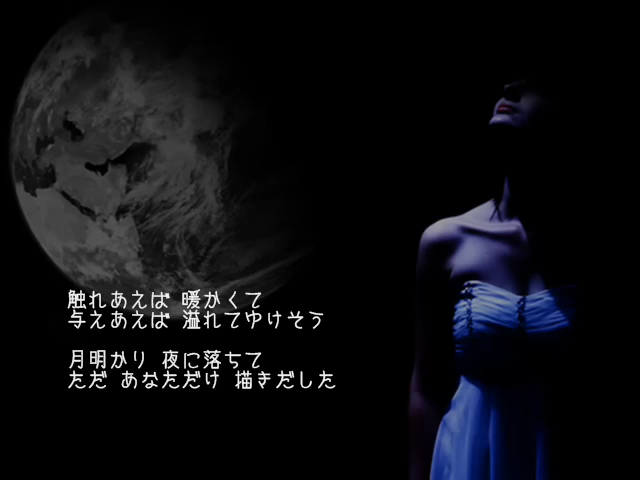 触れあえば 暖かくて
与えあえば 溢れてゆけそう
月明かり 夜に落ちて
ただ あなただけ 描きだした